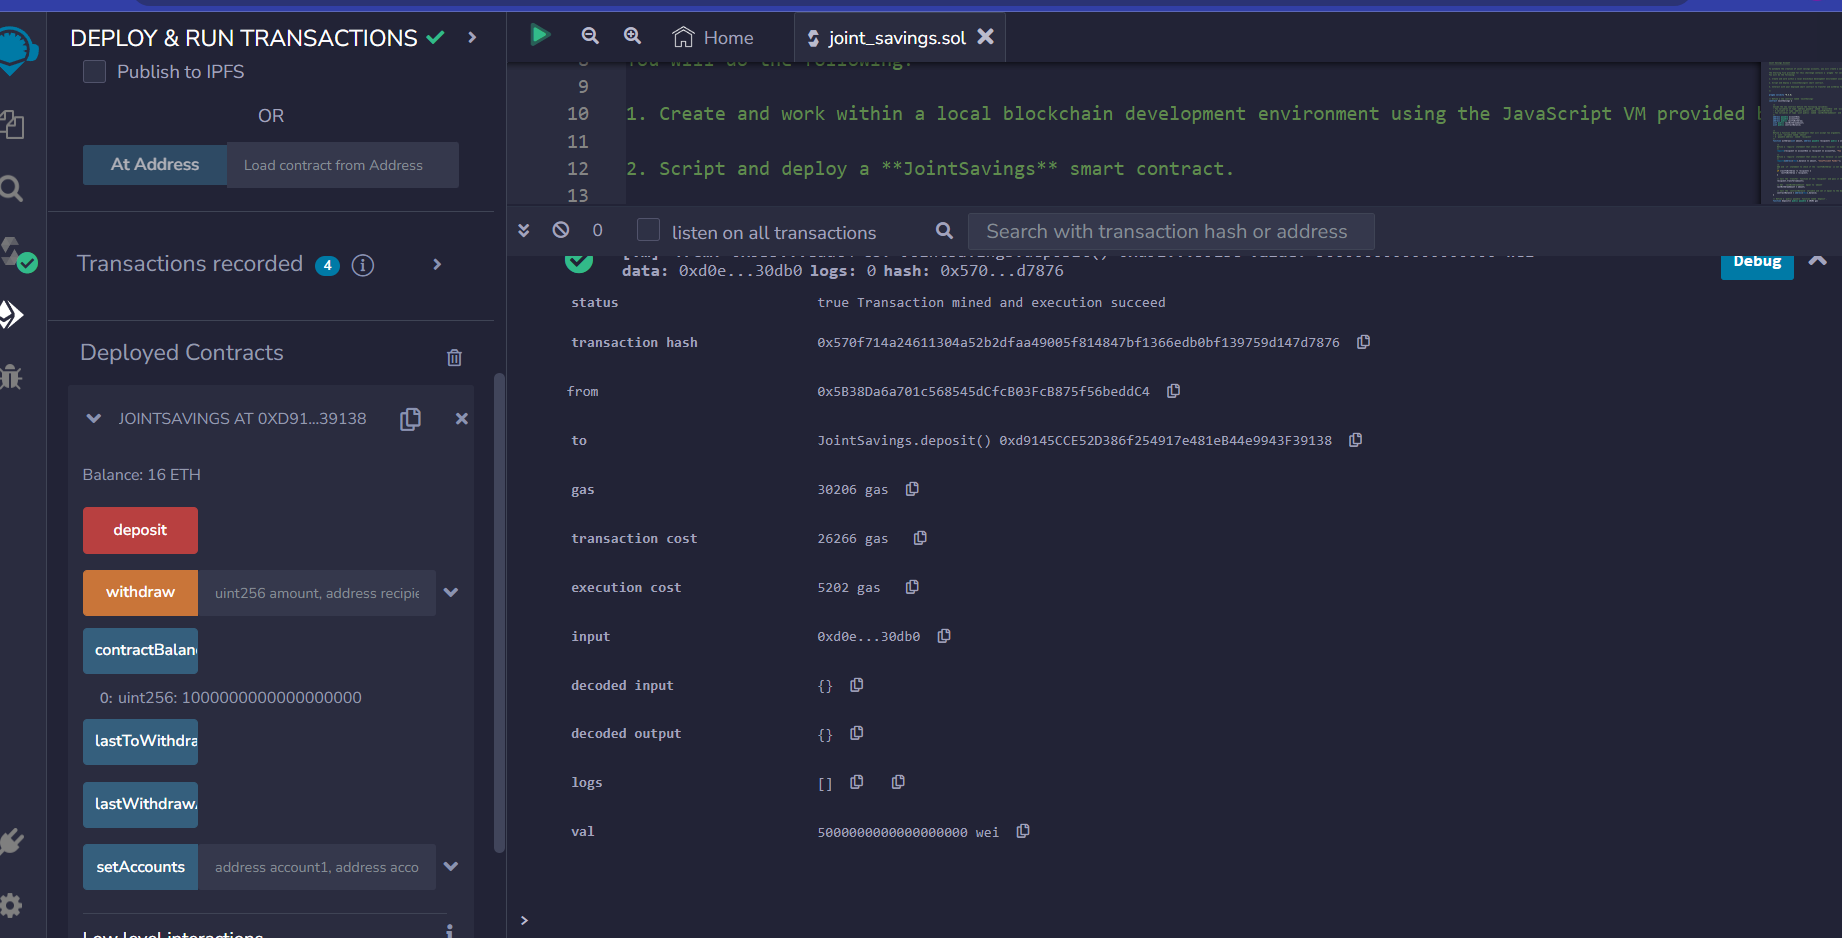 DEPLOY & RUN TRANSACTIONS
Publish to IPFS
OR
At Address
Load contract from Address
Transactions recorded 4 i
Deployed Contracts
JOINTSAVINGS AT 0XD91...39138
Balance: 16 ETH
deposit
withdraw
uint256 amount, address recipie
contractBalan
0: uint256: 1000000000000000000
lastToWithdra
lastWithdraw
setAccounts
address account1, address acco
Low level interactions
Home
joint_savings.sol
8 You will do the following:
9
10 1. Create and work within a local blockchain development environment using the JavaScript VM provided
11
12 2. Script and deploy a **JointSavings** smart contract.
13
0
listen on all transactions
Search with transaction hash or address
data: 0xd0e...30db0 logs: 0 hash: 0x570...d7876
Debug
status true Transaction mined and execution succeed
transaction hash 0x570f714a24611304a52b2dfaa49005f814847bf1366edb0bf139759d147d7876
from 0x5B38Da6a701c568545dCfcB03FcB875f56beddC4
to JointSavings.deposit() 0xd9145CCE52D386f254917e481eB44e9943F39138
gas 30206 gas
transaction cost 26266 gas
execution cost 5202 gas
input 0xd0e...30db0
decoded input {}
decoded output {}
logs []
val 5000000000000000000 wei
>